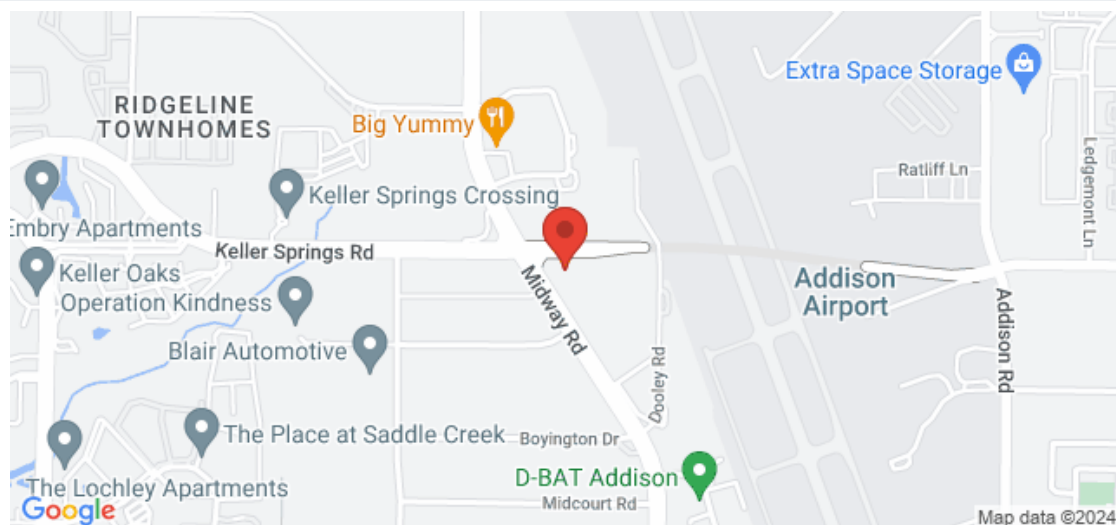 Extra Space Storage
RIDGELINE
TOWNHOMES
Big Yummy
Ledgemont Ln
Ratliff Ln
Keller Springs Crossing
Embry Apartments
Keller Springs Rd
Keller Oaks
Addison
Airport
Operation Kindness
Midway Rd
Addison Rd
Blair Automotive
Dooley Rd
The Place at Saddle Creek
Boyington Dr
D-BAT Addison
The Lochley Apartments
Midcourt Rd
Google
Map data ©2024